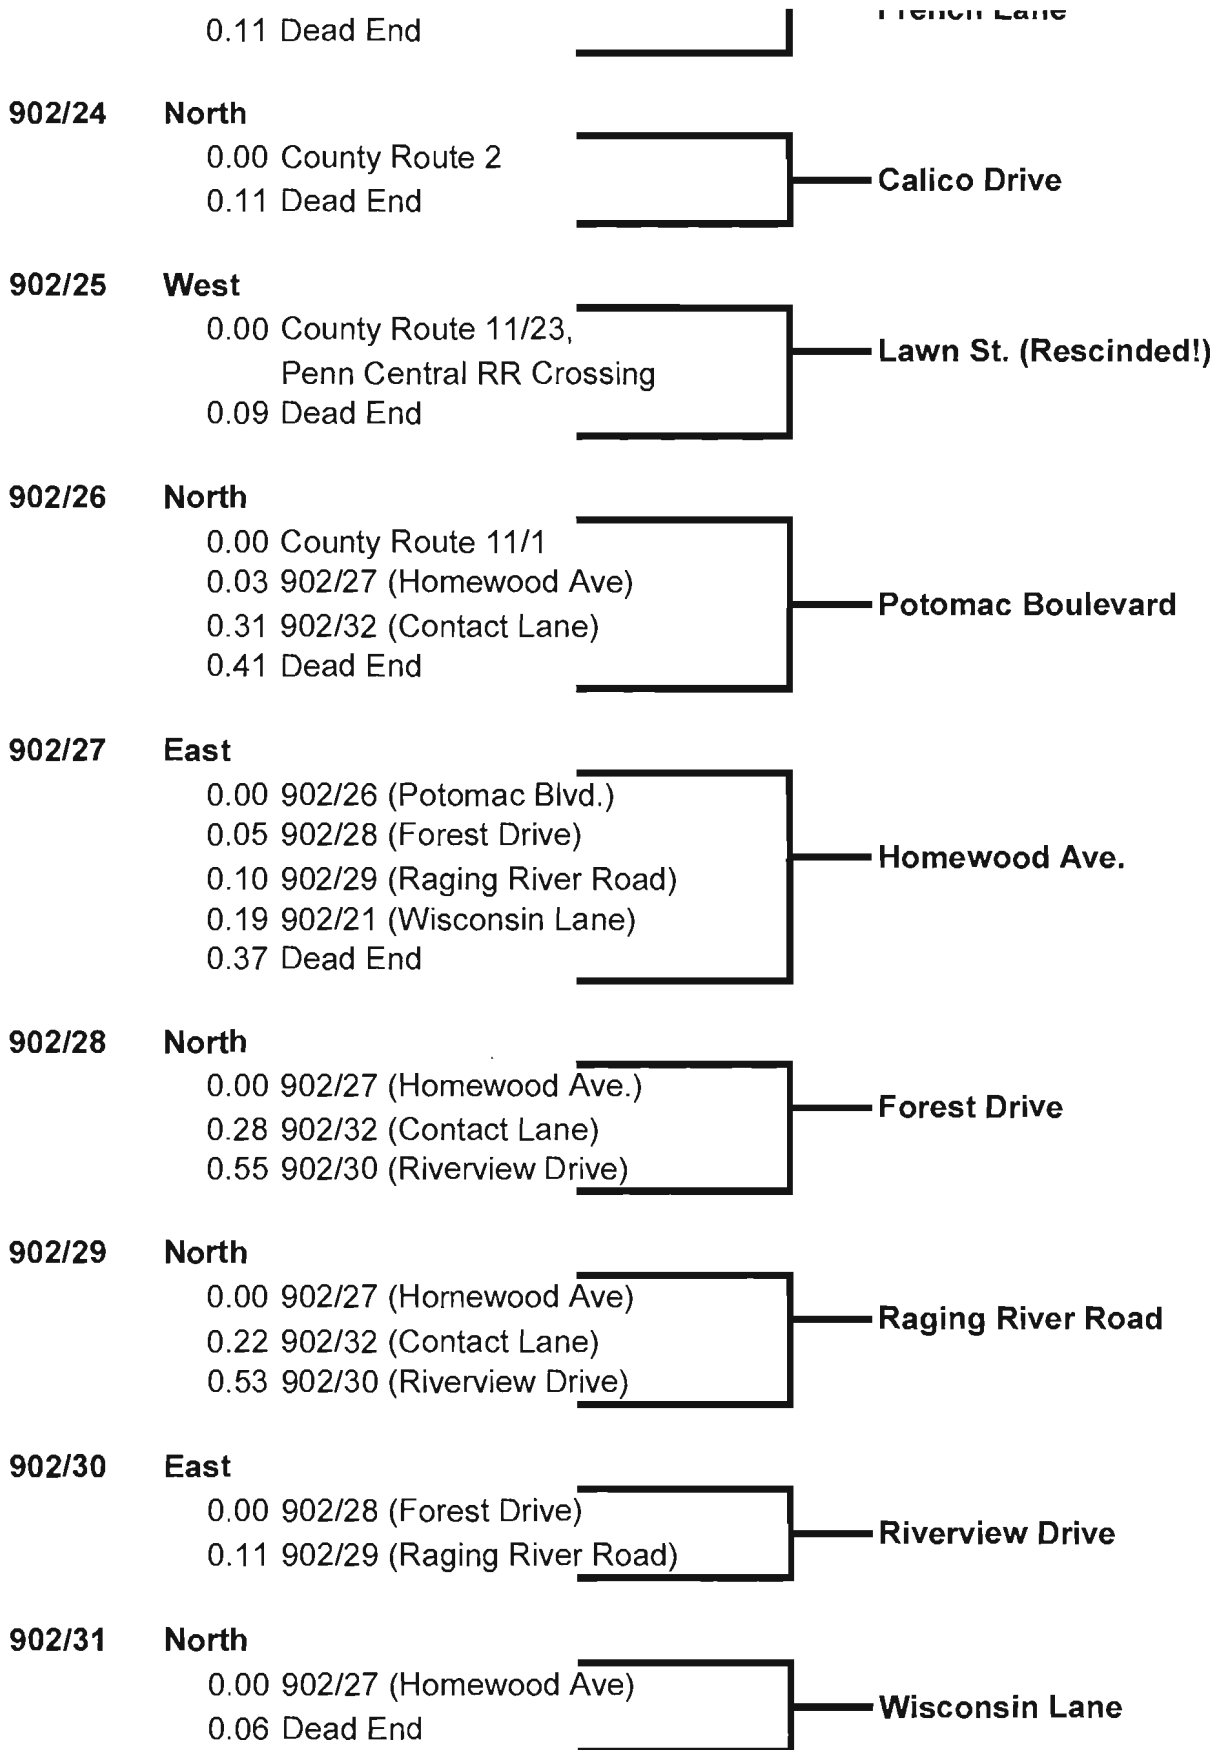 0.11 Dead End
French Lane
902/24 North
0.00 County Route 2
0.11 Dead End
Calico Drive
902/25 West
0.00 County Route 11/23,
Penn Central RR Crossing
0.09 Dead End
Lawn St. (Rescinded!)
902/26 North
0.00 County Route 11/1
0.03 902/27 (Homewood Ave)
0.31 902/32 (Contact Lane)
0.41 Dead End
Potomac Boulevard
902/27 East
0.00 902/26 (Potomac Blvd.)
0.05 902/28 (Forest Drive)
0.10 902/29 (Raging River Road)
0.19 902/21 (Wisconsin Lane)
0.37 Dead End
Homewood Ave.
902/28 North
0.00 902/27 (Homewood Ave.)
0.28 902/32 (Contact Lane)
0.55 902/30 (Riverview Drive)
Forest Drive
902/29 North
0.00 902/27 (Homewood Ave)
0.22 902/32 (Contact Lane)
0.53 902/30 (Riverview Drive)
Raging River Road
902/30 East
0.00 902/28 (Forest Drive)
0.11 902/29 (Raging River Road)
Riverview Drive
902/31 North
0.00 902/27 (Homewood Ave)
0.06 Dead End
Wisconsin Lane